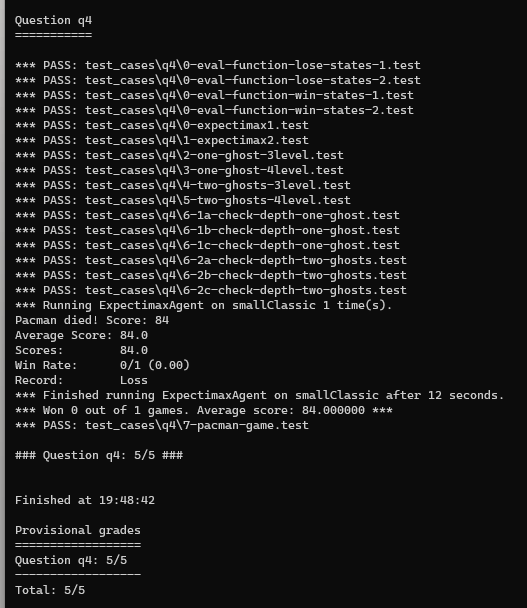 Question q4
===========
*** PASS: test_cases\q4\0-eval-function-lose-states-1.test
*** PASS: test_cases\q4\0-eval-function-lose-states-2.test
*** PASS: test_cases\q4\0-eval-function-win-states-1.test
*** PASS: test_cases\q4\0-eval-function-win-states-2.test
*** PASS: test_cases\q4\0-expectimax1.test
*** PASS: test_cases\q4\1-expectimax2.test
*** PASS: test_cases\q4\2-one-ghost-3level.test
*** PASS: test_cases\q4\3-one-ghost-4level.test
*** PASS: test_cases\q4\4-two-ghosts-3level.test
*** PASS: test_cases\q4\5-two-ghosts-4level.test
*** PASS: test_cases\q4\6-1a-check-depth-one-ghost.test
*** PASS: test_cases\q4\6-1b-check-depth-one-ghost.test
*** PASS: test_cases\q4\6-1c-check-depth-one-ghost.test
*** PASS: test_cases\q4\6-2a-check-depth-two-ghosts.test
*** PASS: test_cases\q4\6-2b-check-depth-two-ghosts.test
*** PASS: test_cases\q4\6-2c-check-depth-two-ghosts.test
*** Running ExpectimaxAgent on smallClassic 1 time(s).
Pacman died! Score: 84
Average Score: 84.0
Scores:        84.0
Win Rate:      0/1 (0.00)
Record:        Loss
*** Finished running ExpectimaxAgent on smallClassic after 12 seconds.
*** Won 0 out of 1 games. Average score: 84.000000 ***
*** PASS: test_cases\q4\7-pacman-game.test
### Question q4: 5/5 ###
Finished at 19:48:42
Provisional grades
==================
Question q4: 5/5
------------------
Total: 5/5